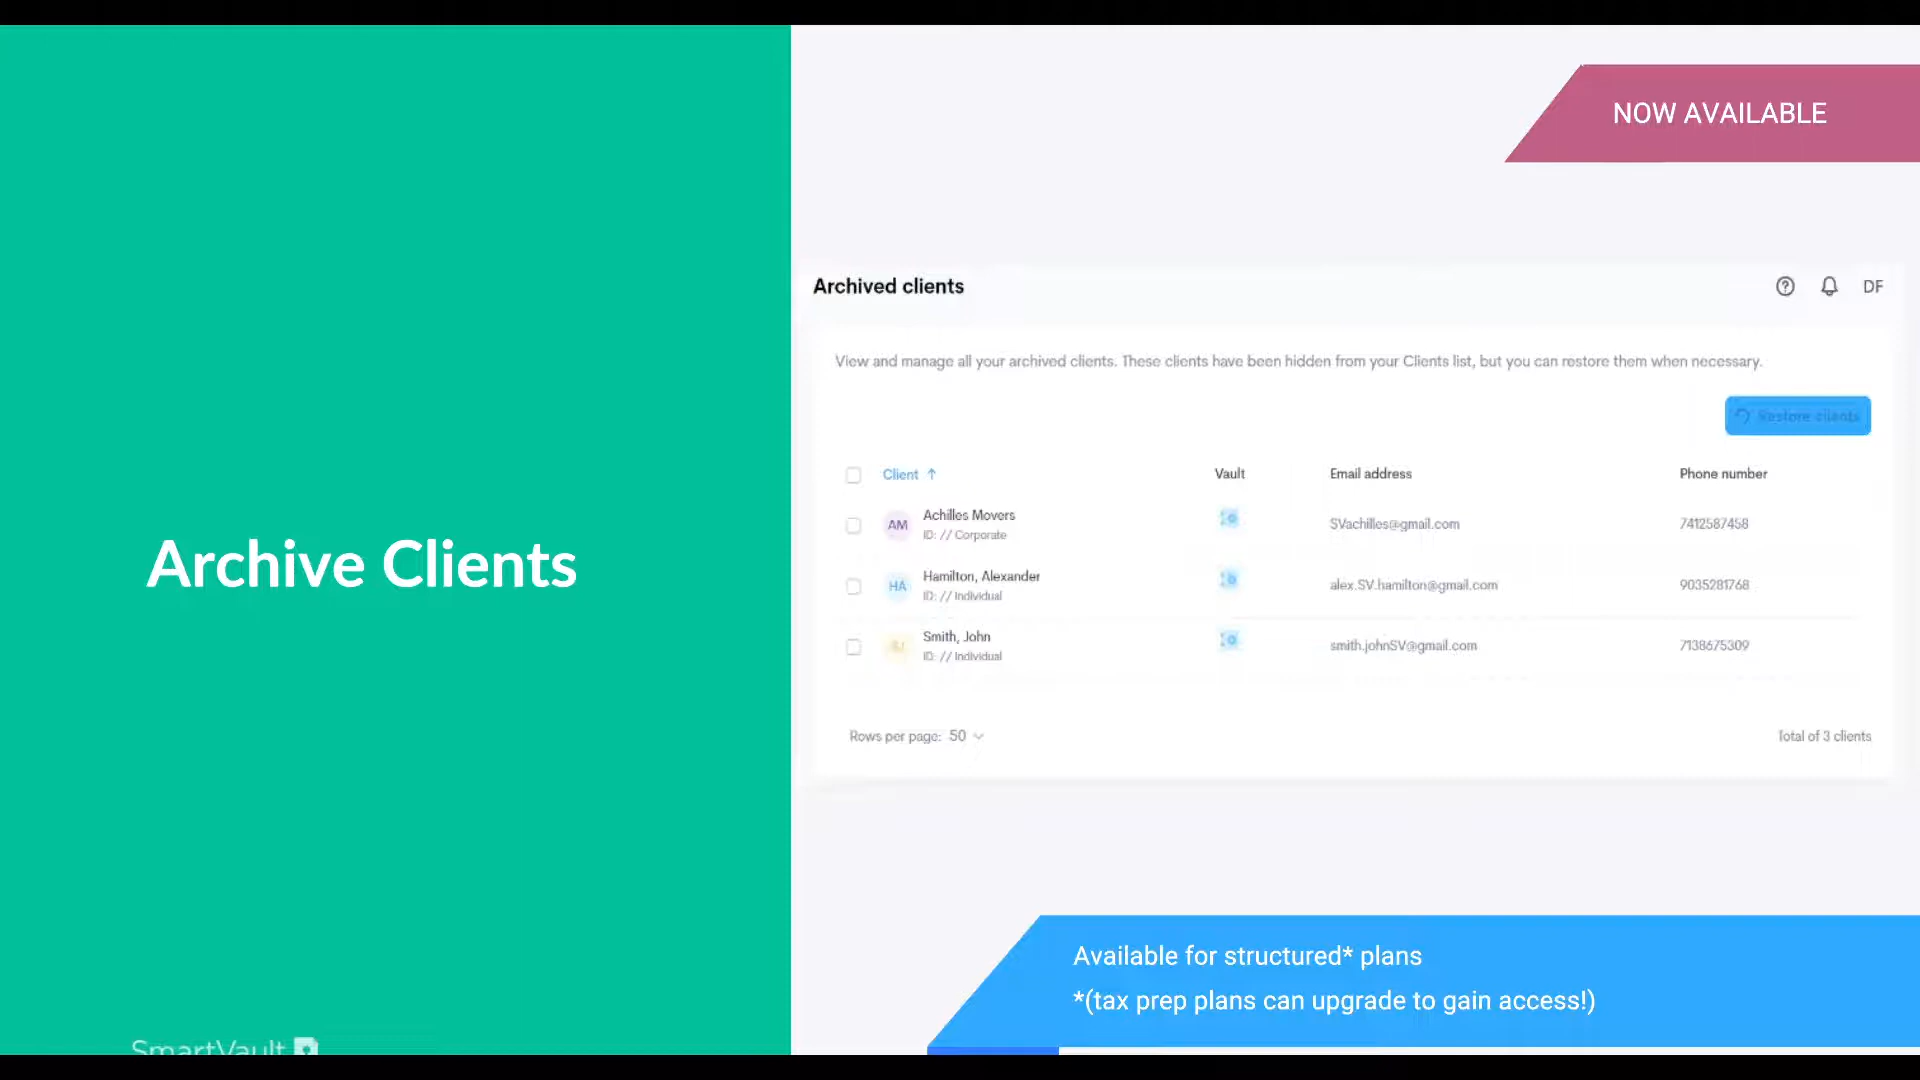 NOW AVAILABLE
Archived clients
DF
View and manage all your archived clients. These clients have been hidden from your Clients list, but you can restore them when necessary.
Restore clients
Client ↑ Vault Email address Phone number
AM Achilles Movers SVachilles@gmail.com 7412587458
ID: // Corporate
HA Hamilton, Alexander alex.SV.hamilton@gmail.com 9035281768
ID: // Individual
SJ Smith, John smith.johnSV@gmail.com 7138675309
ID: // Individual
Rows per page: 50 Total of 3 clients
Archive Clients
Available for structured* plans
*(tax prep plans can upgrade to gain access!)
SmartVault